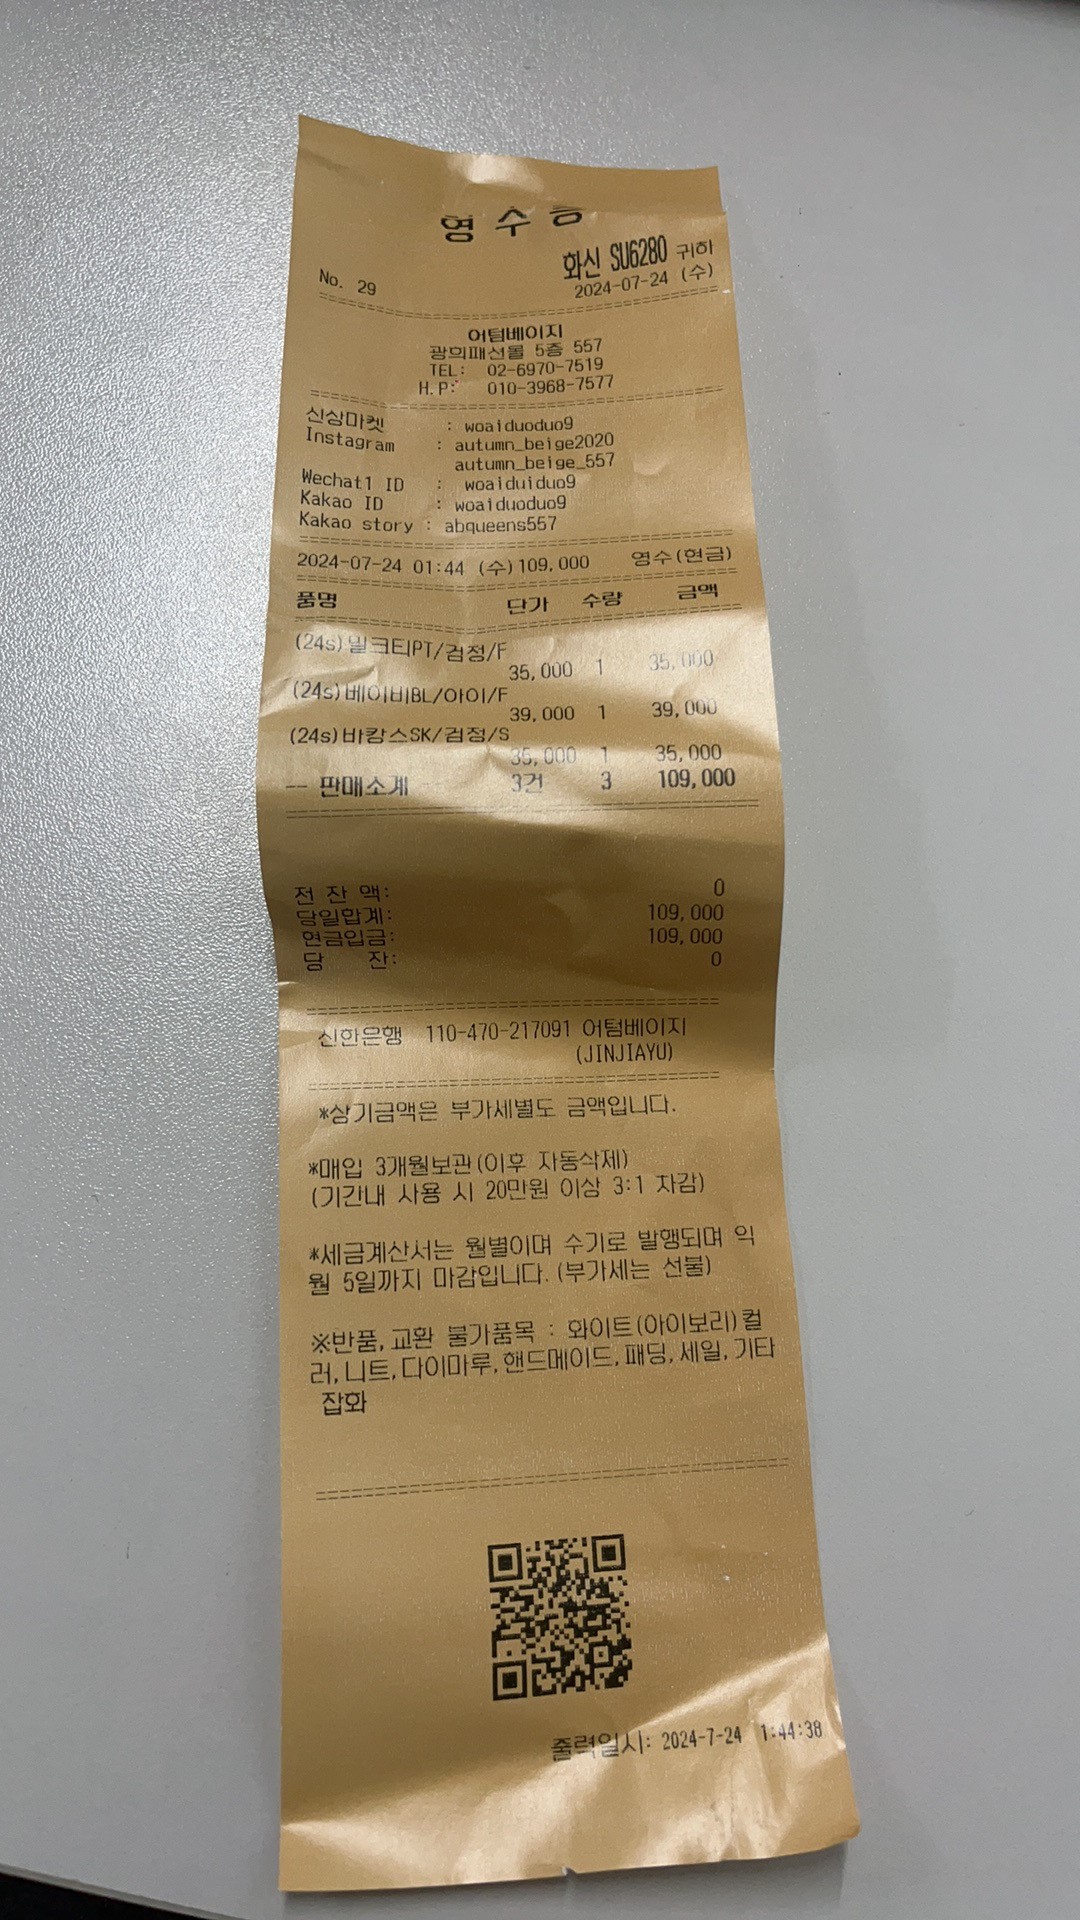 영 수 증
화신 SU6280 귀하
No. 29 2024-07-24 (수)
어텀베이지
광희패션몰 5층 557
TEL: 02-6970-7519
H.P: 010-3968-7577
신상마켓 : woaiduoduo9
Instagram : autumn_beige2020
autumn_beige_557
Wechat1 ID : woaiduiduo9
Kakao ID : woaiduoduo9
Kakao story : abqueens557
2024-07-24 01:44 (수) 109,000 영수(현금)
품명 단가 수량 금액
(24s)밀크티PT/검정/F
35,000 1 35,000
(24s)베이비BL/아이/F
39,000 1 39,000
(24s)바캉스SK/검정/S
35,000 1 35,000
-- 판매소계 -- 3건 3 109,000
전 잔 액: 0
당일합계: 109,000
현금입금: 109,000
당 잔: 0
신한은행 110-470-217091 어텀베이지
(JINJIAYU)
*상기금액은 부가세별도 금액입니다.
*매입 3개월보관(이후 자동삭제)
(기간내 사용 시 20만원 이상 3:1 차감)
*세금계산서는 월별이며 수기로 발행되며 익
월 5일까지 마감입니다.(부가세는 선불)
※반품,교환 불가품목 : 화이트(아이보리)컬
러,니트,다이마루,핸드메이드,패딩,세일,기타
잡화
출력일시: 2024-7-24 1:44:38